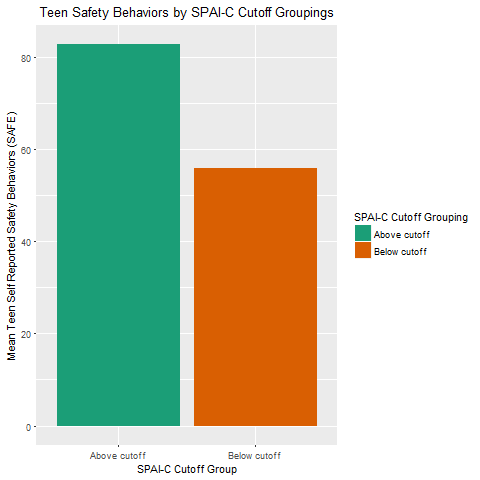 Teen Safety Behaviors by SPAI-C Cutoff Groupings
Mean Teen Self Reported Safety Behaviors (SAFE)
80
60
40
20
0
Above cutoff
Below cutoff
SPAI-C Cutoff Group
SPAI-C Cutoff Grouping
Above cutoff
Below cutoff